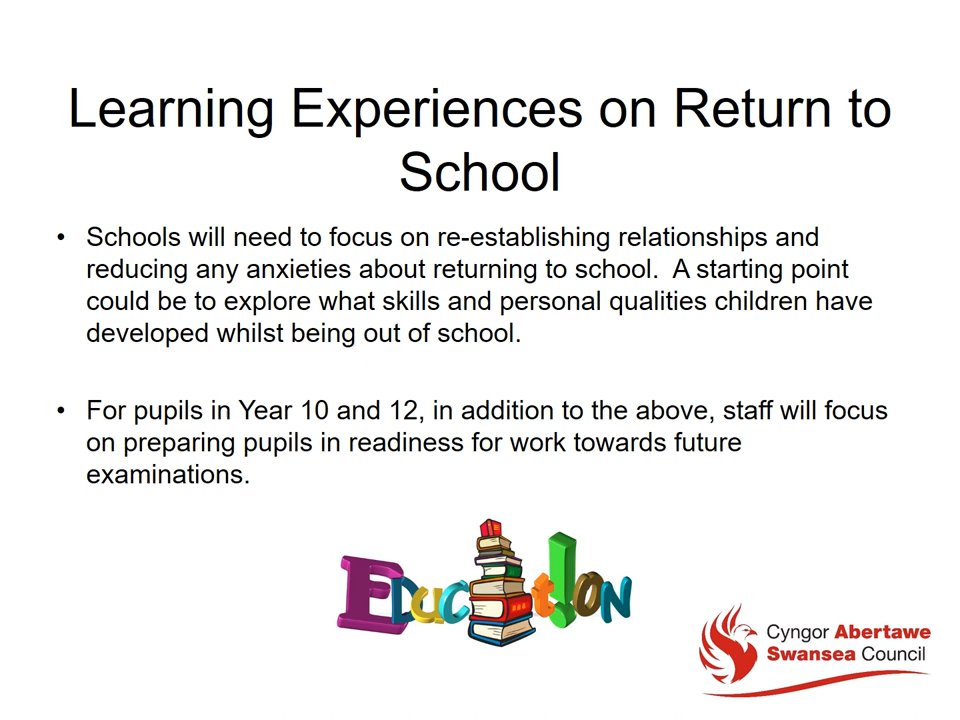 Learning Experiences on Return to
School
• Schools will need to focus on re-establishing relationships and
reducing any anxieties about returning to school.  A starting point
could be to explore what skills and personal qualities children have
developed whilst being out of school.
• For pupils in Year 10 and 12, in addition to the above, staff will focus
on preparing pupils in readiness for work towards future
examinations.
EDUCAtION
Cyngor Abertawe
Swansea Council